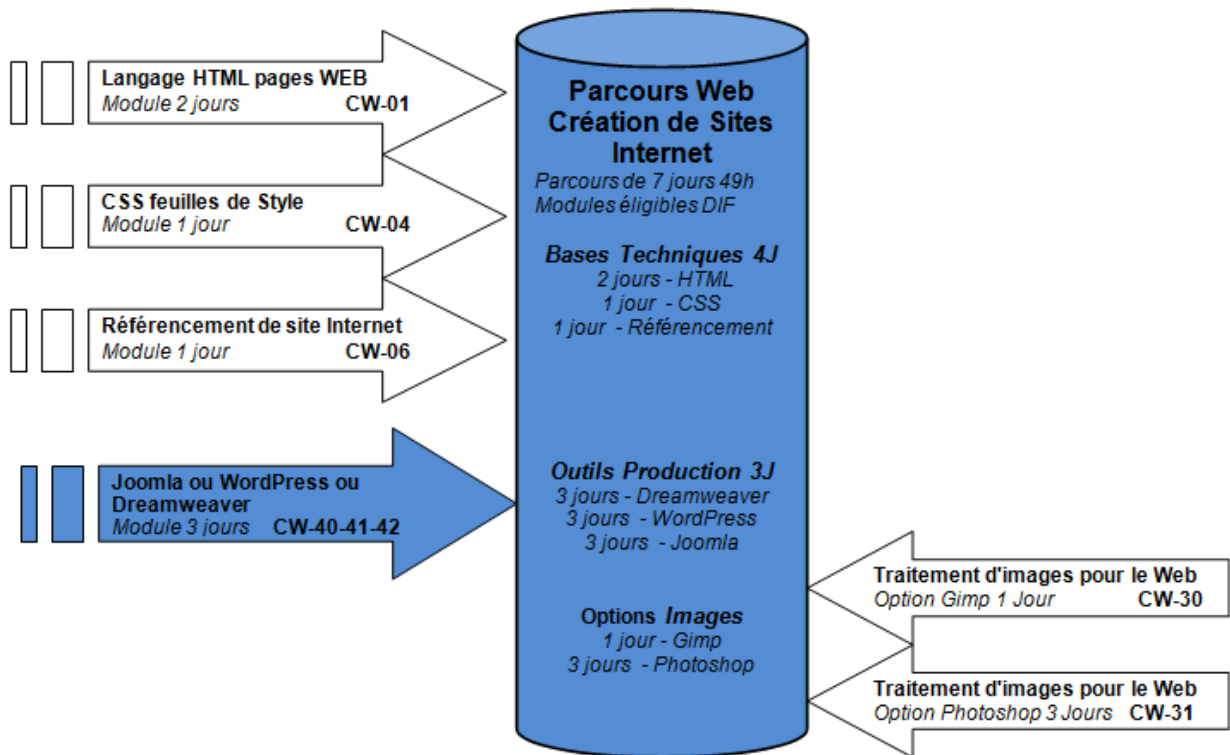 Langage HTML pages WEB
Module 2 jours CW-01
CSS feuilles de Style
Module 1 jour CW-04
Référencement de site Internet
Module 1 jour CW-06
Joomla ou WordPress ou
Dreamweaver
Module 3 jours CW-40-41-42
Parcours Web
Création de Sites
Internet
Parcours de 7 jours 49h
Modules éligibles DIF
Bases Techniques 4J
2 jours - HTML
1 jour - CSS
1 jour - Référencement
Outils Production 3J
3 jours - Dreamweaver
3 jours - WordPress
3 jours - Joomla
Options Images
1 jour - Gimp
3 jours - Photoshop
Traitement d'images pour le Web
Option Gimp 1 Jour CW-30
Traitement d'images pour le Web
Option Photoshop 3 Jours CW-31